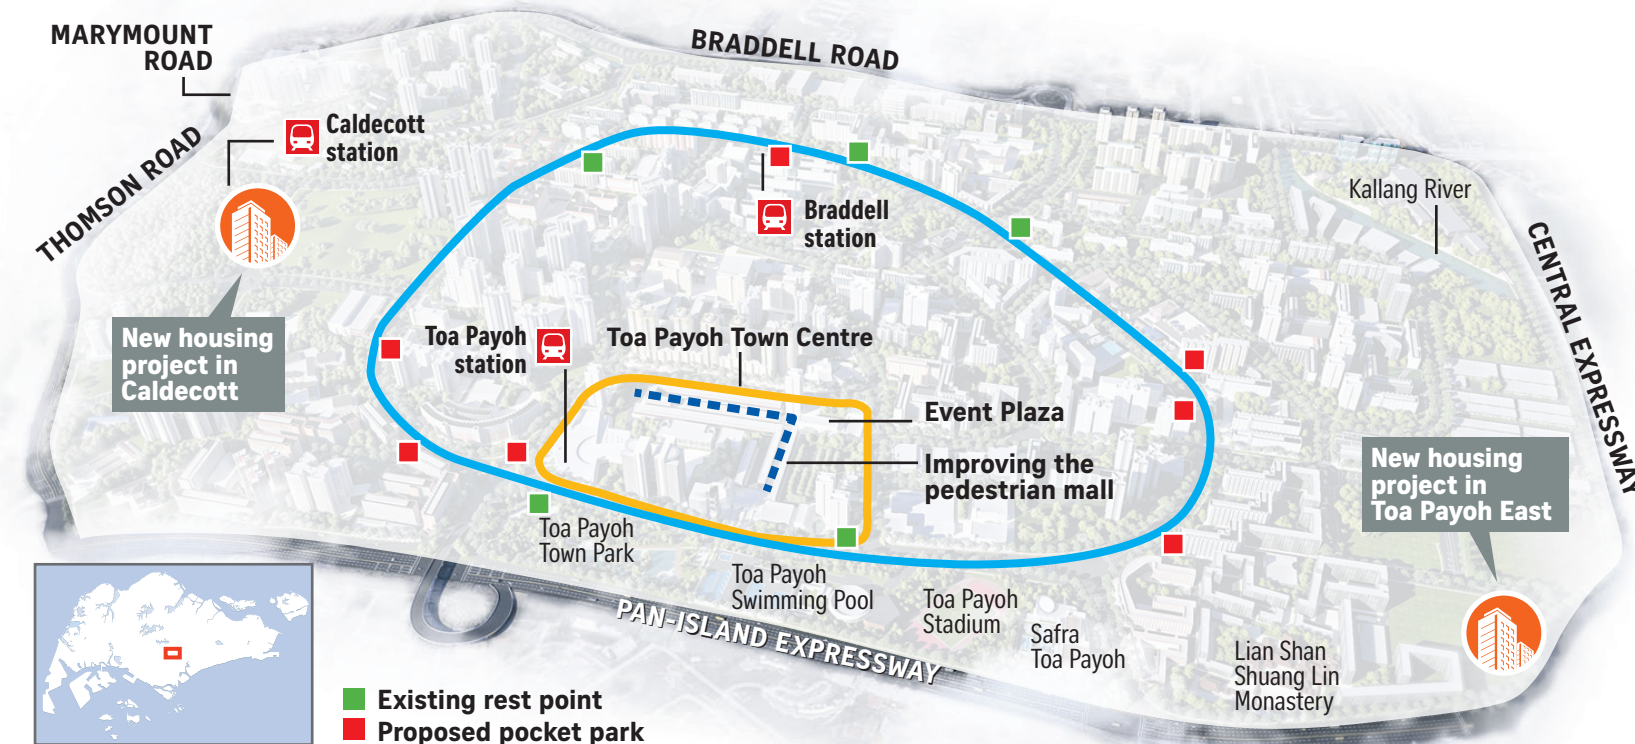 MARYMOUNT
ROAD
BRADDELL ROAD
THOMSON ROAD
Caldecott
station
Braddell
station
Kallang River
CENTRAL EXPRESSWAY
New housing
project in
Caldecott
Toa Payoh
station
Toa Payoh Town Centre
Event Plaza
Improving the
pedestrian mall
New housing
project in
Toa Payoh East
Toa Payoh
Town Park
Toa Payoh
Swimming Pool
Toa Payoh
Stadium
Safra
Toa Payoh
Lian Shan
Shuang Lin
Monastery
PAN-ISLAND EXPRESSWAY
Existing rest point
Proposed pocket park